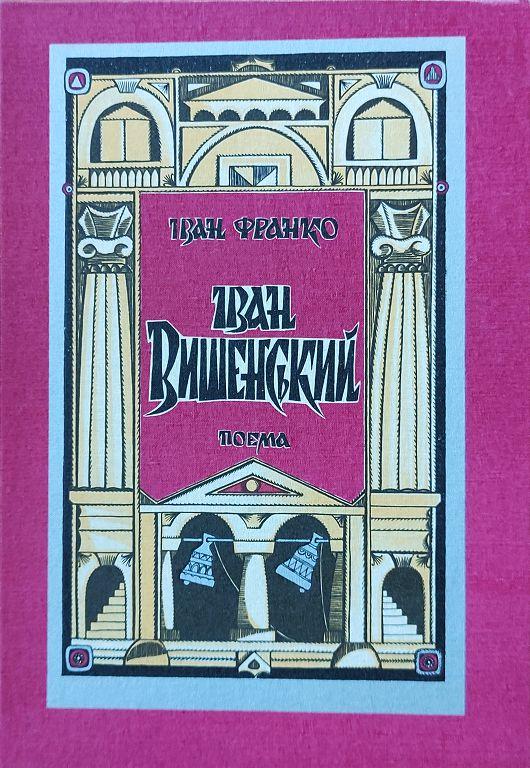 Іван Франко
Іван
Вишенський
поема